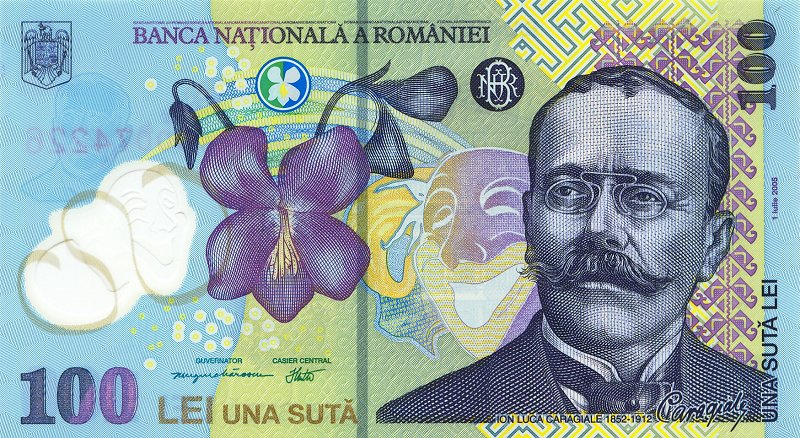 BANCA NAȚIONALĂ A ROMÂNIEI
100
1 iulie 2005
UNA SUTĂ LEI
GUVERNATOR
CASIER CENTRAL
100 LEI UNA SUTĂ
ION LUCA CARAGIALE 1852-1912
Caragiale